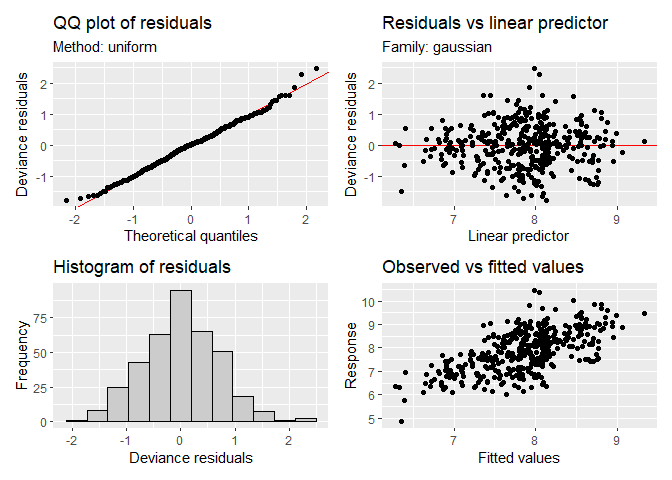 QQ plot of residuals
Method: uniform
Deviance residuals
2
1
0
-1
-2 -1 0 1 2
Theoretical quantiles
Residuals vs linear predictor
Family: gaussian
Deviance residuals
2
1
0
-1
7 8 9
Linear predictor
Histogram of residuals
Frequency
75
50
25
0
-2 -1 0 1 2
Deviance residuals
Observed vs fitted values
Response
10
9
8
7
6
5
7 8 9
Fitted values